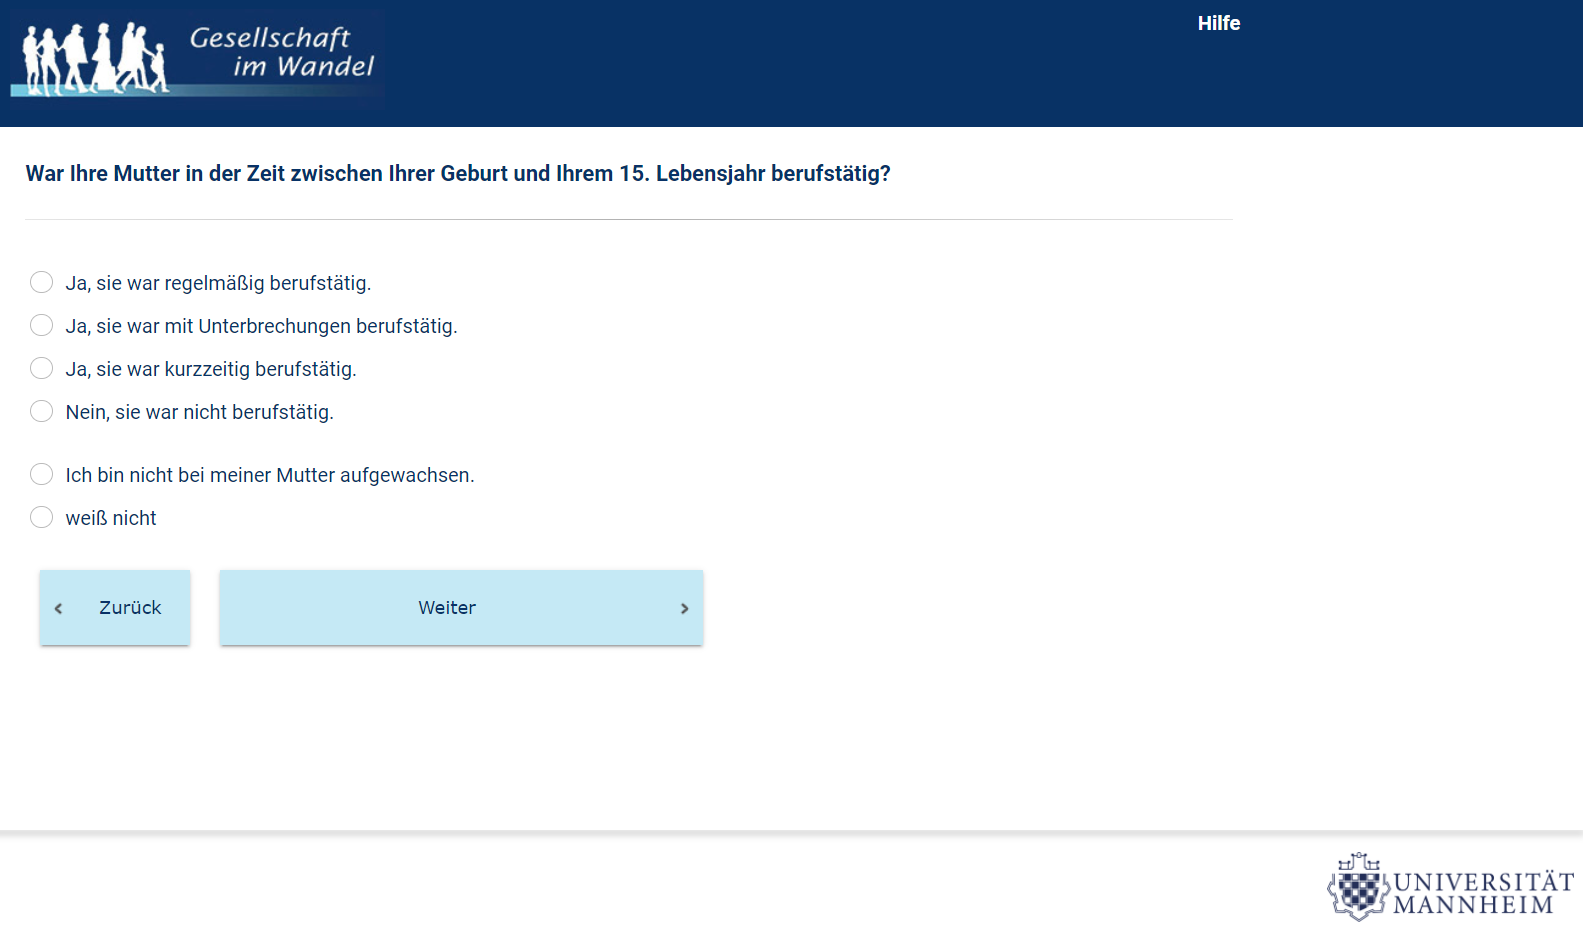 Gesellschaft
im Wandel
Hilfe
War Ihre Mutter in der Zeit zwischen Ihrer Geburt und Ihrem 15. Lebensjahr berufstätig?
Ja, sie war regelmäßig berufstätig.
Ja, sie war mit Unterbrechungen berufstätig.
Ja, sie war kurzzeitig berufstätig.
Nein, sie war nicht berufstätig.
Ich bin nicht bei meiner Mutter aufgewachsen.
weiß nicht
Zurück
Weiter
UNIVERSITÄT
MANNHEIM